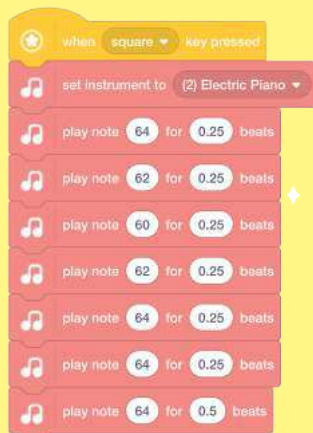 when square key pressed
set instrument to (2) Electric Piano
play note 64 for 0.25 beats
play note 62 for 0.25 beats
play note 60 for 0.25 beats
play note 62 for 0.25 beats
play note 64 for 0.25 beats
play note 64 for 0.25 beats
play note 64 for 0.5 beats